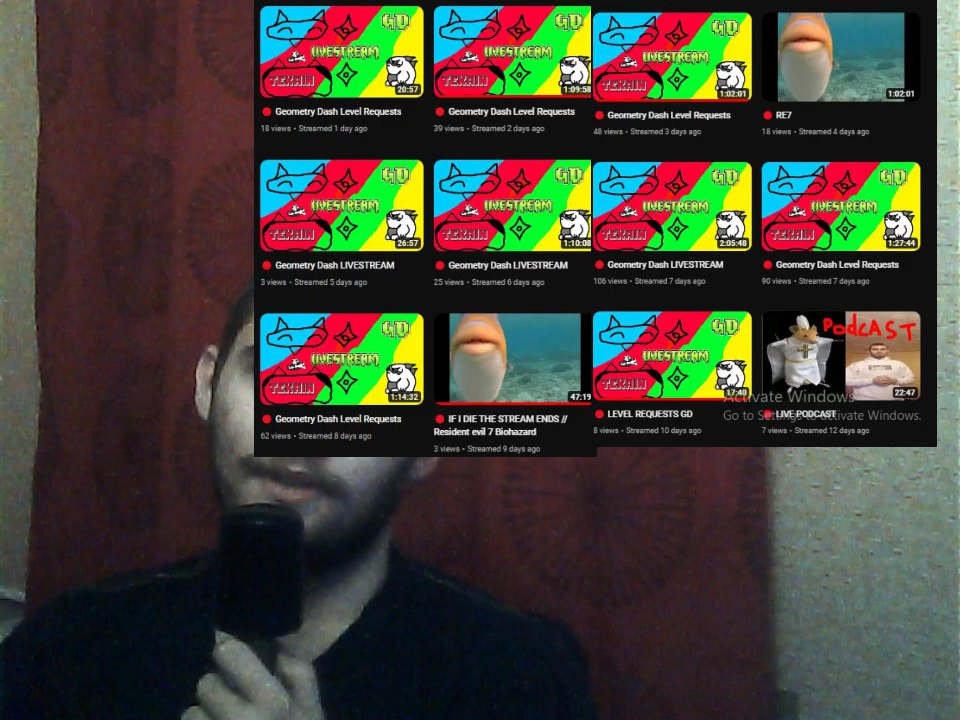 GD
LIVESTREAM
TEXAIN
20:57
Geometry Dash Level Requests
18 views • Streamed 1 day ago
GD
LIVESTREAM
TEXAIN
1:09:58
Geometry Dash Level Requests
39 views • Streamed 2 days ago
GD
LIVESTREAM
TEXAIN
1:02:01
Geometry Dash Level Requests
48 views • Streamed 3 days ago
1:02:01
RE7
18 views • Streamed 4 days ago
GD
LIVESTREAM
TEXAIN
26:57
Geometry Dash LIVESTREAM
3 views • Streamed 5 days ago
GD
LIVESTREAM
TEXAIN
1:10:08
Geometry Dash LIVESTREAM
25 views • Streamed 6 days ago
GD
LIVESTREAM
TEXAIN
2:05:48
Geometry Dash LIVESTREAM
106 views • Streamed 7 days ago
GD
LIVESTREAM
TEXAIN
1:27:44
Geometry Dash Level Requests
90 views • Streamed 7 days ago
GD
LIVESTREAM
TEXAIN
1:14:32
Geometry Dash Level Requests
62 views • Streamed 8 days ago
47:19
IF I DIE THE STREAM ENDS //
Resident evil 7 Biohazard
3 views • Streamed 9 days ago
GD
LIVESTREAM
TEXAIN
17:40
LEVEL REQUESTS GD
8 views • Streamed 10 days ago
PODCAST
22:47
LIVE PODCAST
7 views • Streamed 12 days ago
Activate Windows
Go to Settings to activate Windows.